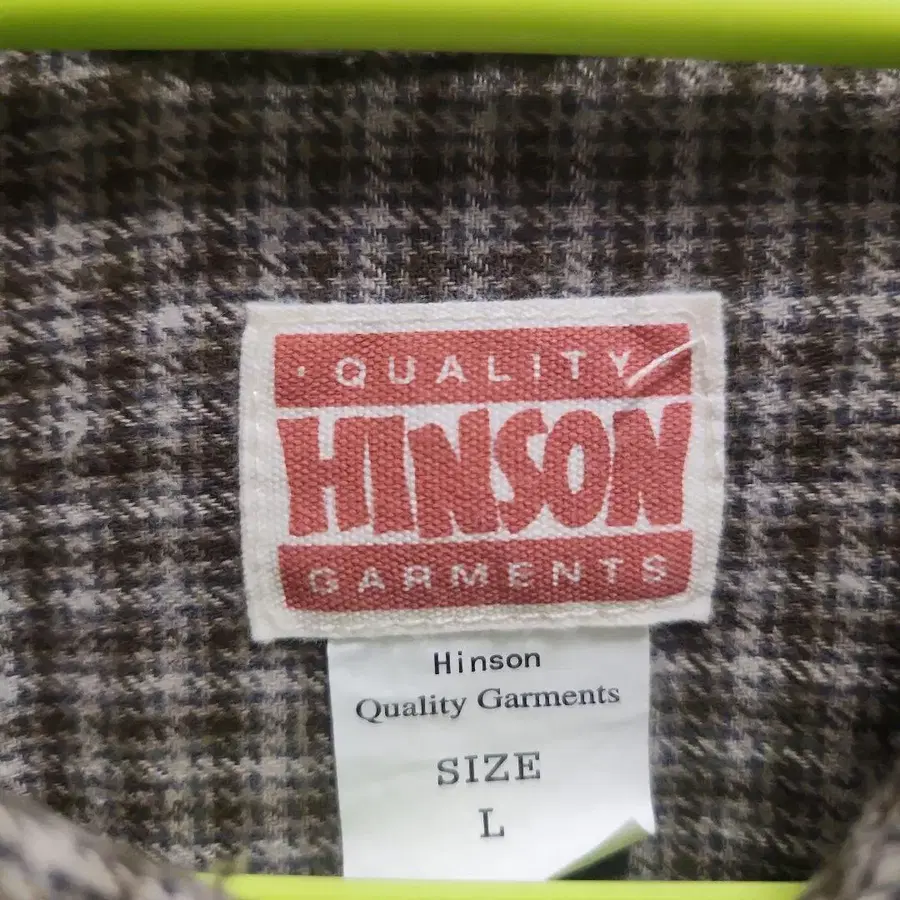 · QUALITY ·
HINSON
GARMENTS
Hinson
Quality Garments
SIZE
L